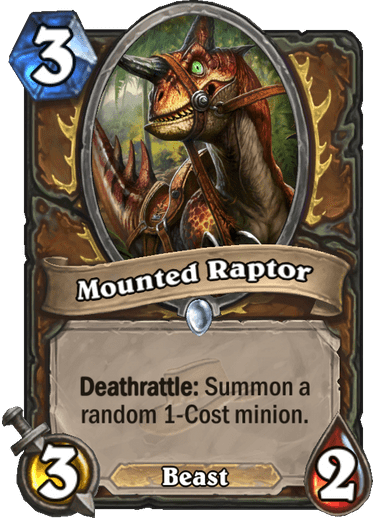 3
Mounted Raptor
Deathrattle: Summon a
random 1-Cost minion.
3
Beast
2